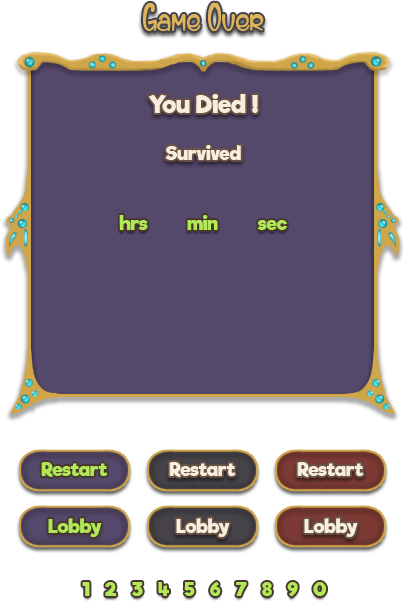 Game Over
You Died !
Survived
hrs min sec
Restart Restart Restart
Lobby Lobby Lobby
1 2 3 4 5 6 7 8 9 0